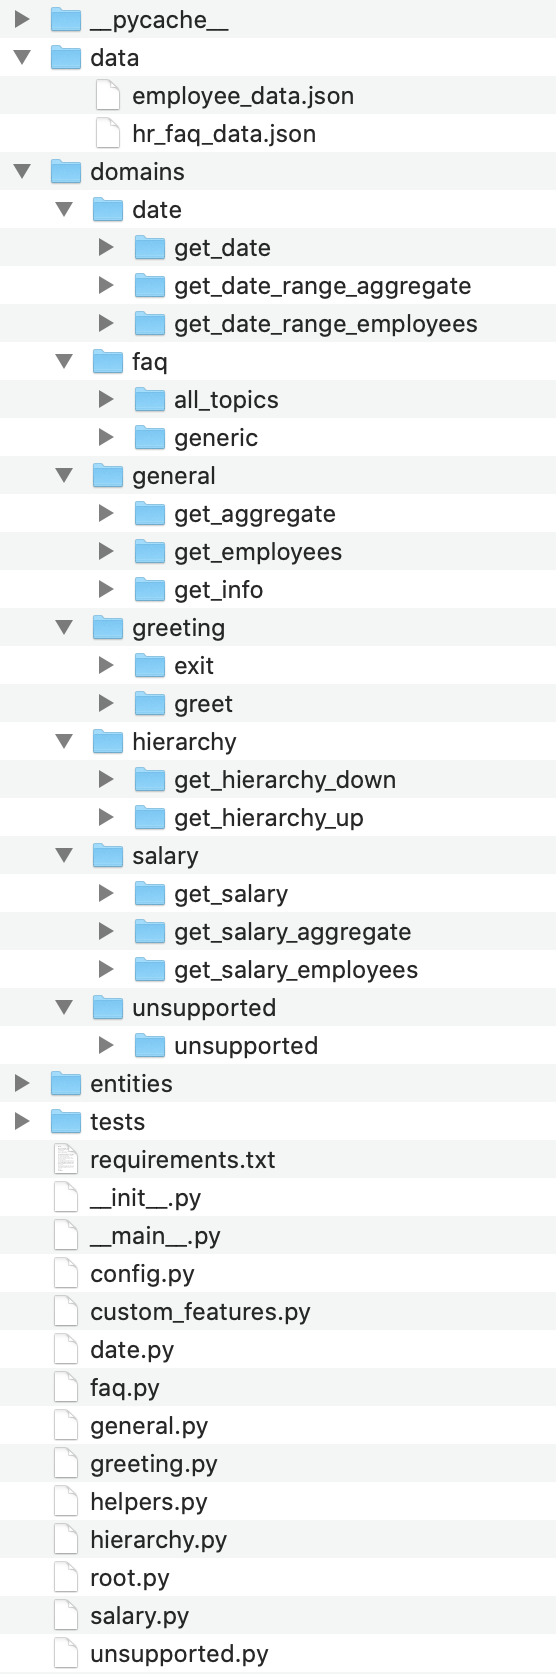 __pycache__
data
employee_data.json
hr_faq_data.json
domains
date
get_date
get_date_range_aggregate
get_date_range_employees
faq
all_topics
generic
general
get_aggregate
get_employees
get_info
greeting
exit
greet
hierarchy
get_hierarchy_down
get_hierarchy_up
salary
get_salary
get_salary_aggregate
get_salary_employees
unsupported
unsupported
entities
tests
requirements.txt
__init__.py
__main__.py
config.py
custom_features.py
date.py
faq.py
general.py
greeting.py
helpers.py
hierarchy.py
root.py
salary.py
unsupported.py